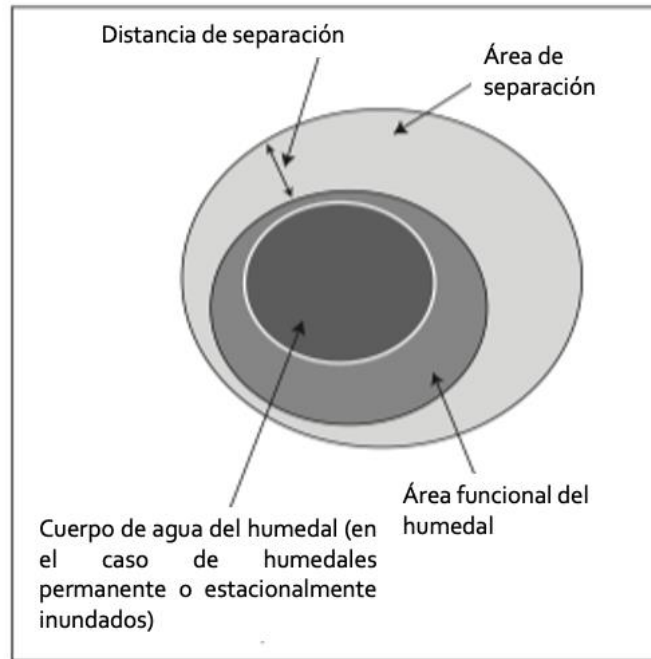 Distancia de separación
Área de
separación
Área funcional del
humedal
Cuerpo de agua del humedal (en
el caso de humedales
permanente o estacionalmente
inundados)